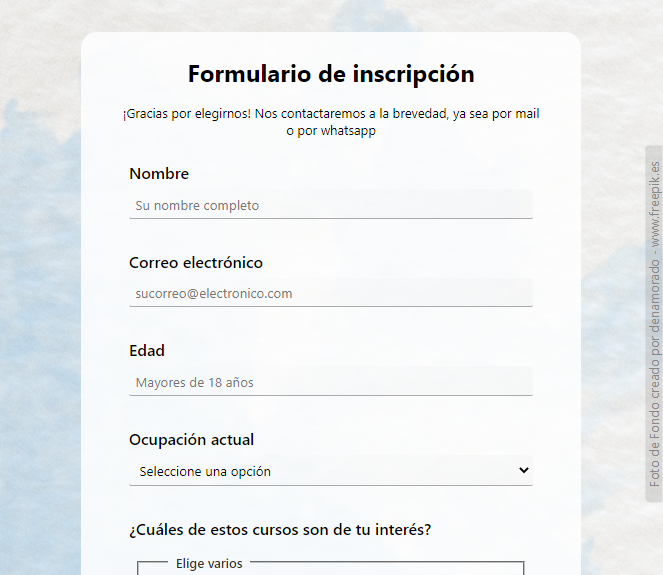 Formulario de inscripción
¡Gracias por elegirnos! Nos contactaremos a la brevedad, ya sea por mail
o por whatsapp
Nombre
Su nombre completo
Correo electrónico
sucorreo@electronico.com
Edad
Mayores de 18 años
Ocupación actual
Seleccione una opción
¿Cuáles de estos cursos son de tu interés?
Elige varios
Foto de Fondo creado por denamorado - www.freepik.es